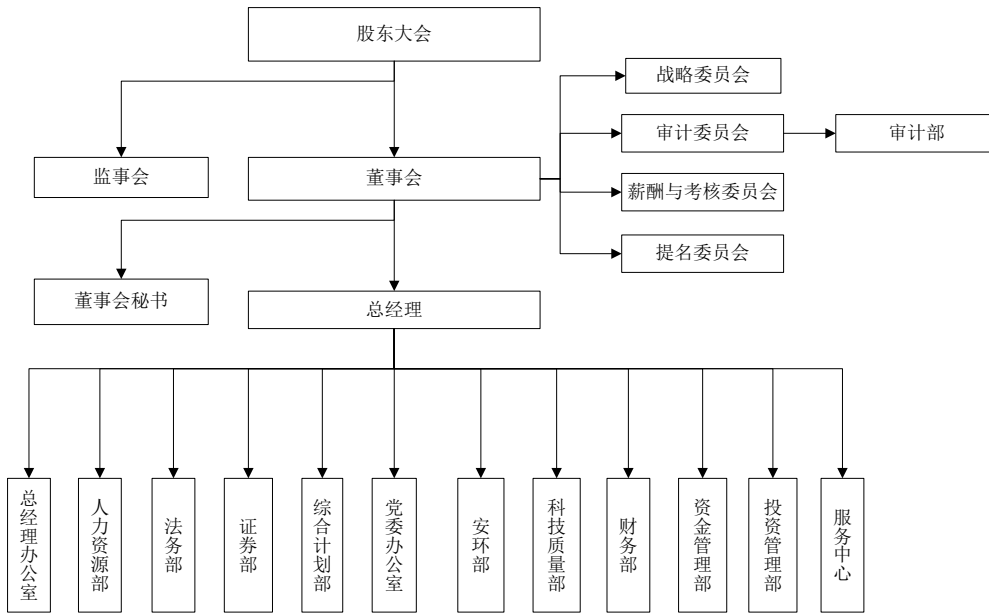 股东大会
战略委员会
审计委员会
审计部
监事会
董事会
薪酬与考核委员会
提名委员会
董事会秘书
总经理
总经理办公室
人力资源部
法务部
证券部
综合计划部
党委办公室
安环部
科技质量部
财务部
资金管理部
投资管理部
服务中心